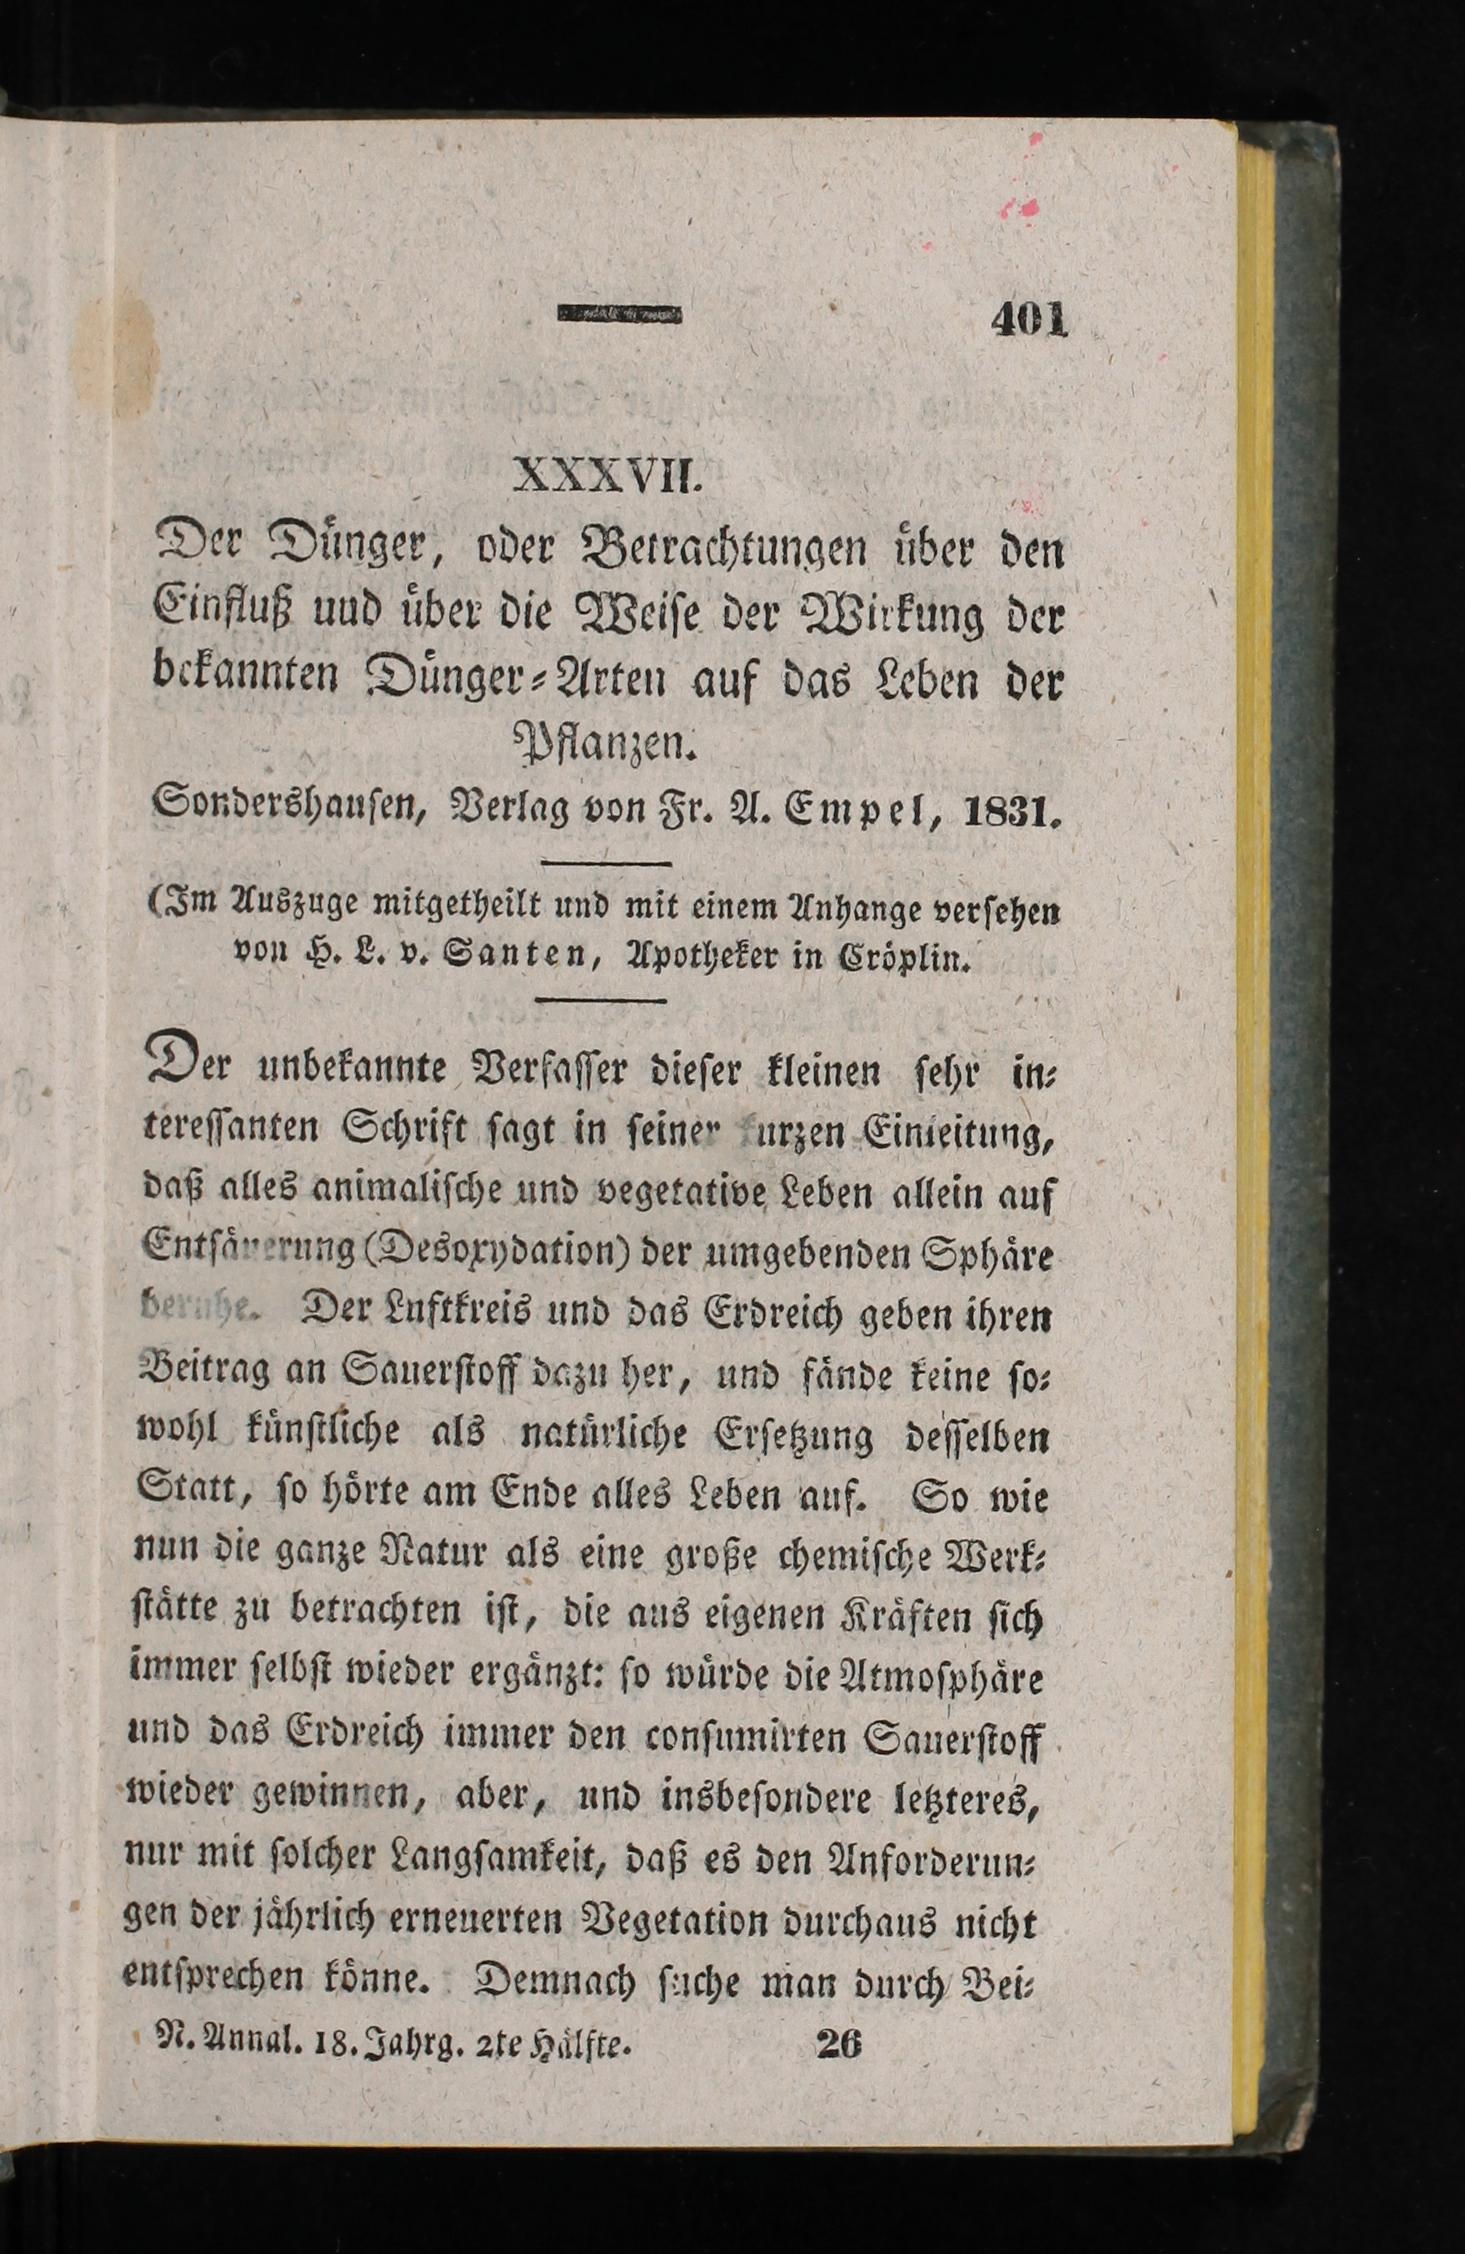 401
XXXVII.
Der Dünger, oder Betrachtungen über den
Einfluß uud über die Weise der Wirkung der
bekannten Dünger-Arten auf das Leben der
Pflanzen.
Sondershausen, Verlag von Fr. A. Empel, 1831.
(Im Auszuge mitgetheilt und mit einem Anhange versehen
von H. L. v. Santen, Apotheker in Cröplin.
Der unbekannte Verfasser dieser kleinen sehr in-
teressanten Schrift sagt in seiner kurzen Einleitung,
daß alles animalische und vegetative Leben allein auf
Entsäuerung (Desoxydation) der umgebenden Sphäre
beruhe. Der Luftkreis und das Erdreich geben ihren
Beitrag an Sauerstoff dazu her, und fände keine so-
wohl künstliche als natürliche Ersetzung desselben
Statt, so hörte am Ende alles Leben auf. So wie
nun die ganze Natur als eine große chemische Werk-
stätte zu betrachten ist, die aus eigenen Kräften sich
immer selbst wieder ergänzt: so würde die Atmosphäre
und das Erdreich immer den consumirten Sauerstoff
wieder gewinnen, aber, und insbesondere letzteres,
nur mit solcher Langsamkeit, daß es den Anforderun-
gen der jährlich erneuerten Vegetation durchaus nicht
entsprechen könne. Demnach suche man durch Bei-
N. Annal. 18. Jahrg. 2te Hälfte. 26